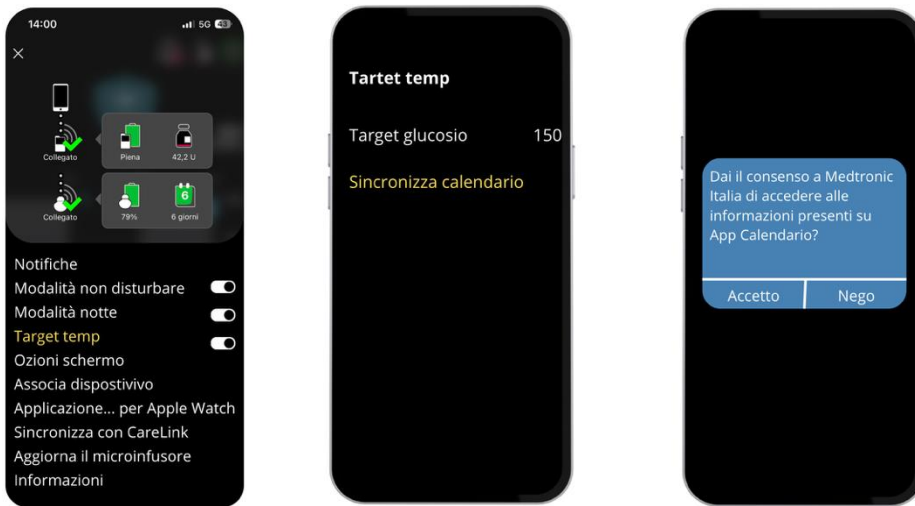 14:00
5G 43
Collegato
Piena
42,2 U
Collegato
6
79%
6 giorni
Notifiche
Modalità non disturbare
Modalità notte
Target temp
Ozioni schermo
Associa dispostivivo
Applicazione... per Apple Watch
Sincronizza con CareLink
Aggiorna il microinfusore
Informazioni
Tartet temp
Target glucosio 150
Sincronizza calendario
Dai il consenso a Medtronic
Italia di accedere alle
informazioni presenti su
App Calendario?
Accetto Nego